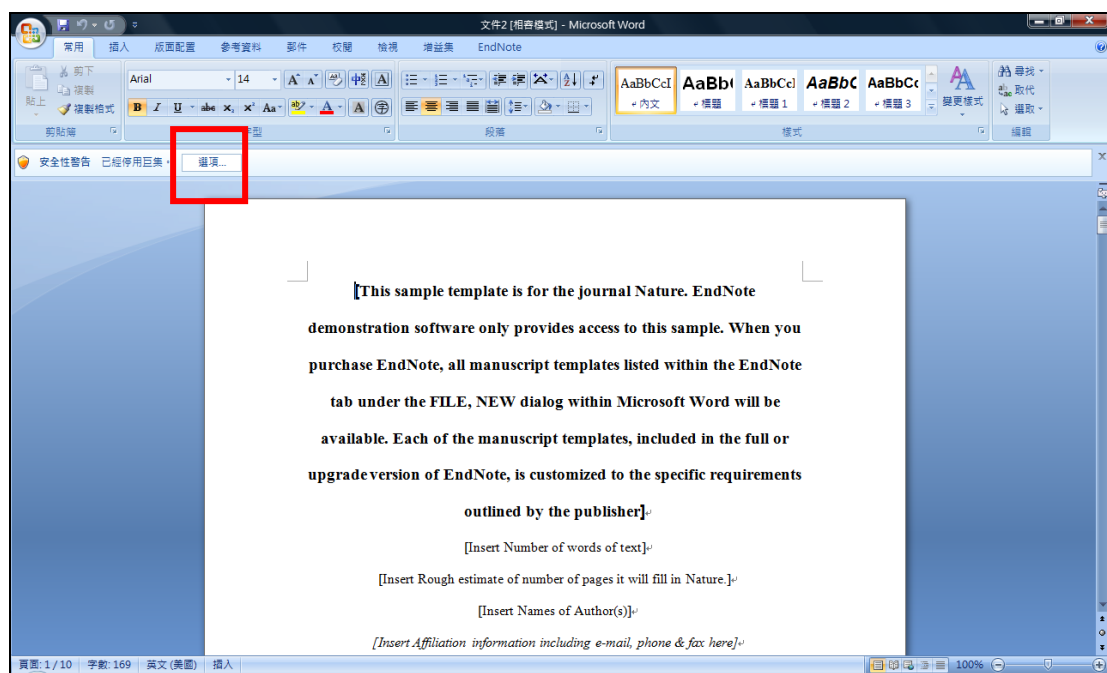 文件2 [相容模式] - Microsoft Word
常用 插入 版面配置 參考資料 郵件 校閱 檢視 增益集 EndNote
剪下
複製
貼上
複製格式
剪貼簿
Arial 14
字型
段落
AaBbCcI AaBb AaBbCcI AaBbC AaBbCc
內文 標題 標題 1 標題 2 標題 3
變更樣式
樣式
尋找
取代
選取
編輯
安全性警告 已經停用巨集。 選項...
[This sample template is for the journal Nature. EndNote
demonstration software only provides access to this sample. When you
purchase EndNote, all manuscript templates listed within the EndNote
tab under the FILE, NEW dialog within Microsoft Word will be
available. Each of the manuscript templates, included in the full or
upgrade version of EndNote, is customized to the specific requirements
outlined by the publisher]
[Insert Number of words of text]
[Insert Rough estimate of number of pages it will fill in Nature.]
[Insert Names of Author(s)]
[Insert Affiliation information including e-mail, phone & fax here]
頁面: 1 / 10 字數: 169 英文 (美國) 插入 100%